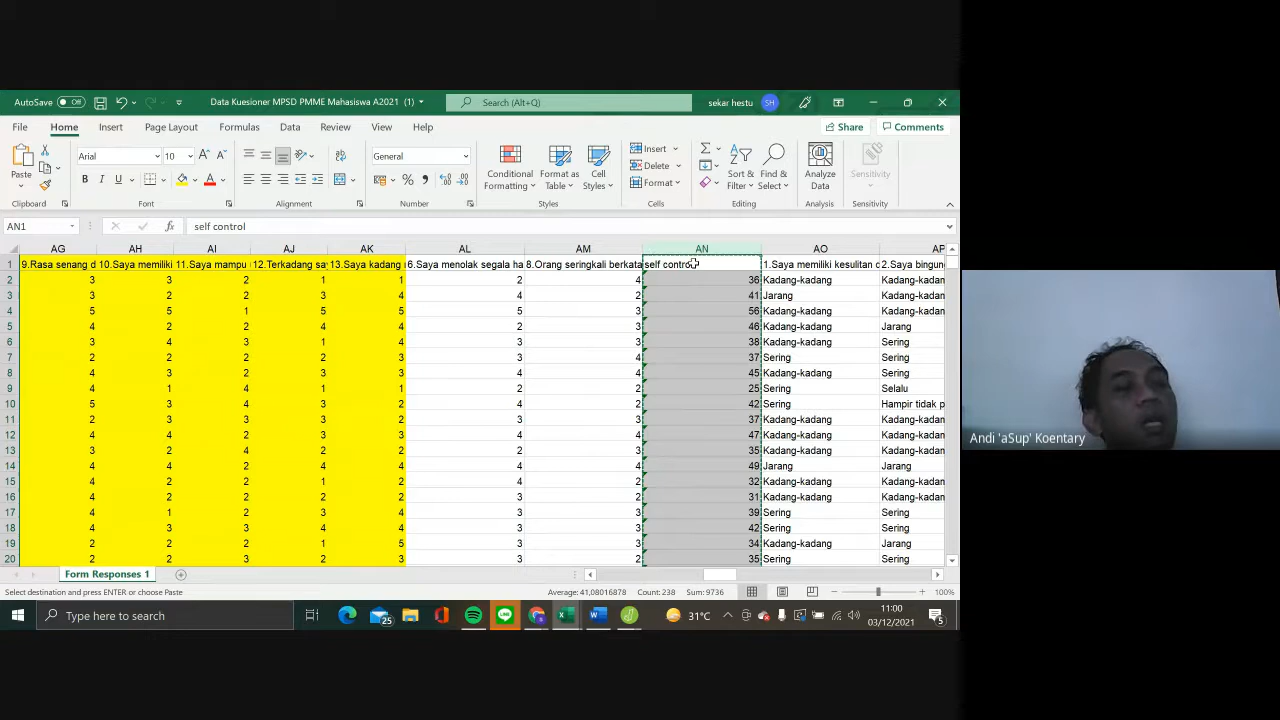 AutoSave Off Data Kuesioner MPSD PMME Mahasiswa A2021 (1) Search (Alt+Q) sekar hestu SH
File Home Insert Page Layout Formulas Data Review View Help Share Comments
Arial 10 General Insert
Paste Conditional Format as Cell Delete Sort & Find & Analyze Sensitivity
Formatting Table Styles Format Filter Select Data
Clipboard Font Alignment Number Styles Cells Editing Analysis Sensitivity
AN1 self control
AG AH AI AJ AK AL AM AN AO AP
1 9.Rasa senang d 10.Saya memiliki 11.Saya mampu 12.Terkadang sa 13.Saya kadang 6.Saya menolak segala ha 8.Orang seringkali berkata self control 1.Saya memiliki kesulitan 2.Saya bingun
2 3 3 2 1 1 2 4 36 Kadang-kadang Kadang-kadan
3 3 2 2 3 4 4 2 41 Jarang Kadang-kadan
4 5 5 1 5 5 5 3 56 Kadang-kadang Kadang-kadan
5 4 2 2 4 4 2 3 46 Kadang-kadang Jarang
6 3 4 3 1 4 3 3 38 Kadang-kadang Sering
7 2 2 2 2 3 3 4 37 Sering Sering
8 4 3 2 3 3 4 2 45 Kadang-kadang Sering
9 4 1 4 1 1 2 2 25 Sering Selalu
10 5 3 4 3 2 4 2 42 Sering Hampir tidak p
11 2 3 3 4 2 3 3 37 Kadang-kadang Kadang-kadan
12 4 4 2 3 3 4 4 47 Kadang-kadang Kadang-kadan
13 3 2 4 2 2 2 3 35 Kadang-kadang Kadang-kadan
14 4 4 2 4 4 4 3 49 Jarang Jarang
15 4 2 2 1 2 4 2 32 Kadang-kadang Kadang-kadan
16 4 2 2 2 2 3 2 31 Kadang-kadang Kadang-kadan
17 4 1 2 3 4 3 3 39 Sering Sering
18 4 3 3 4 4 3 3 42 Sering Sering
19 2 2 2 1 5 3 3 34 Kadang-kadang Jarang
20 2 2 3 2 3 3 2 35 Sering Sering
Form Responses 1
Select destination and press ENTER or choose Paste Average: 41,08016878 Count: 238 Sum: 9736 100%
Type here to search 25 31°C 11:00
03/12/2021 5
Andi 'aSup' Koentary